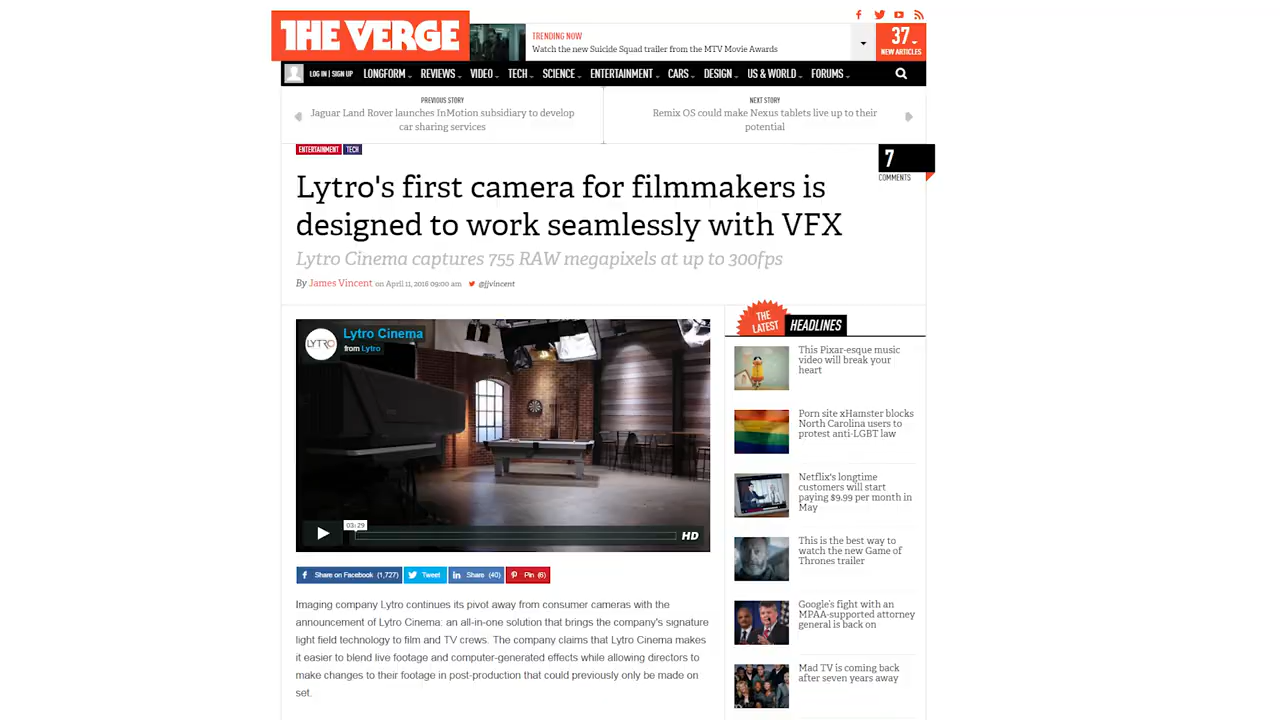 THE VERGE
TRENDING NOW
Watch the new Suicide Squad trailer from the MTV Movie Awards
37
NEW ARTICLES
LOG IN | SIGN UP
LONGFORM
REVIEWS
VIDEO
TECH
SCIENCE
ENTERTAINMENT
CARS
DESIGN
US & WORLD
FORUMS
PREVIOUS STORY
Jaguar Land Rover launches InMotion subsidiary to develop
car sharing services
NEXT STORY
Remix OS could make Nexus tablets live up to their
potential
ENTERTAINMENT
TECH
7
COMMENTS
Lytro's first camera for filmmakers is
designed to work seamlessly with VFX
Lytro Cinema captures 755 RAW megapixels at up to 300fps
By James Vincent on April 11, 2016 09:00 am @jjvincent
LYTRO
Lytro Cinema
from Lytro
03:29
HD
Share on Facebook (1,727)
Tweet
Share (40)
Pin (6)
Imaging company Lytro continues its pivot away from consumer cameras with the
announcement of Lytro Cinema: an all-in-one solution that brings the company's signature
light field technology to film and TV crews. The company claims that Lytro Cinema makes
it easier to blend live footage and computer-generated effects while allowing directors to
make changes to their footage in post-production that could previously only be made on
set.
THE
LATEST
HEADLINES
This Pixar-esque music
video will break your
heart
Porn site xHamster blocks
North Carolina users to
protest anti-LGBT law
Netflix's longtime
customers will start
paying $9.99 per month in
May
This is the best way to
watch the new Game of
Thrones trailer
Google's fight with an
MPAA-supported attorney
general is back on
Mad TV is coming back
after seven years away